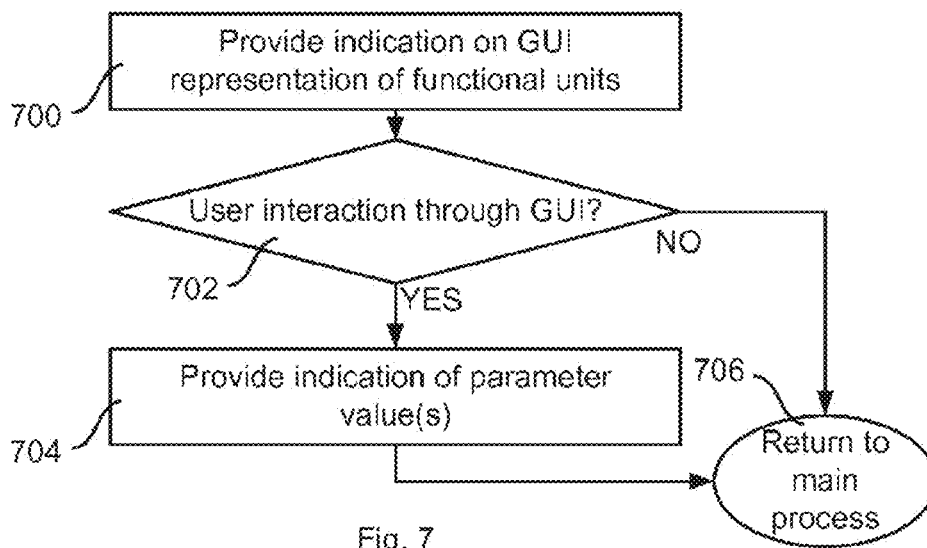 Provide indication on GUI
representation of functional units
700
User interaction through GUI?
NO
702
YES
Provide indication of parameter
value(s)
704
706
Return to
main
process
Fig. 7